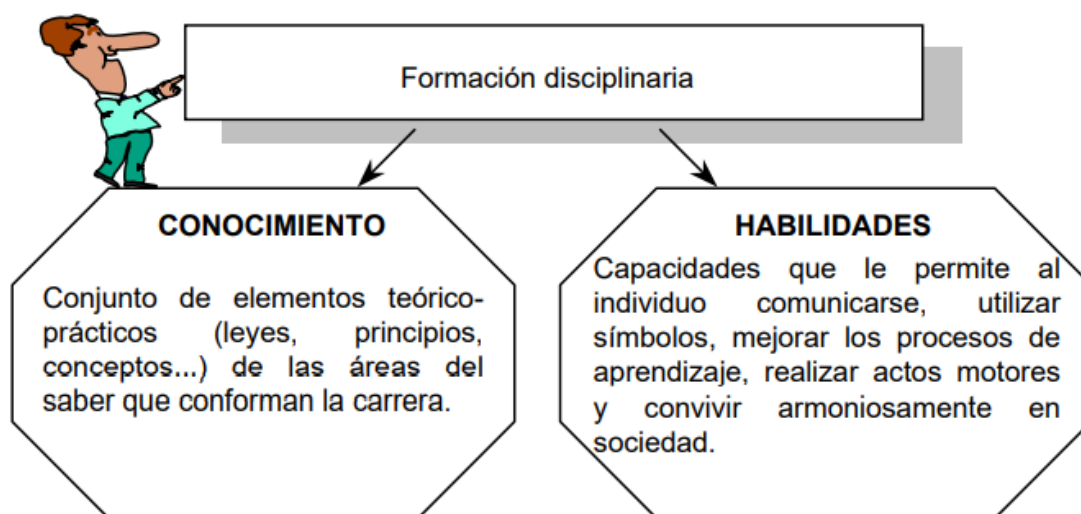 Formación disciplinaria
CONOCIMIENTO
Conjunto de elementos teórico-
prácticos (leyes, principios,
conceptos...) de las áreas del
saber que conforman la carrera.
HABILIDADES
Capacidades que le permite al
individuo comunicarse, utilizar
símbolos, mejorar los procesos de
aprendizaje, realizar actos motores
y convivir armoniosamente en
sociedad.